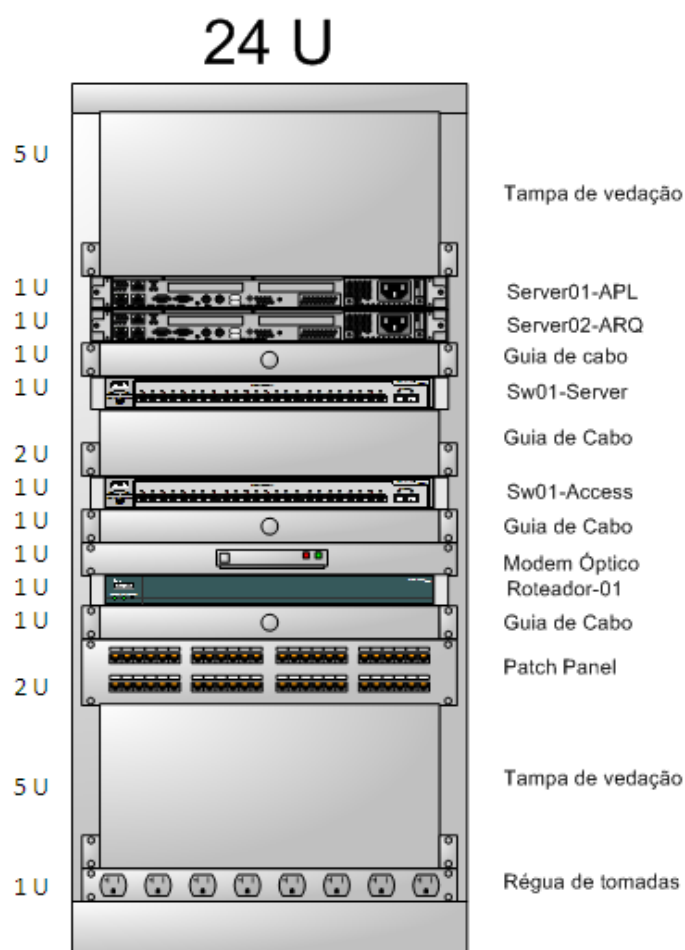 24 U
5 U
Tampa de vedação
1 U
Server01-APL
1 U
Server02-ARQ
1 U
Guia de cabo
1 U
Sw01-Server
Guia de Cabo
2 U
1 U
Sw01-Access
1 U
Guia de Cabo
1 U
Modem Óptico
1 U
Roteador-01
1 U
Guia de Cabo
Patch Panel
2 U
5 U
Tampa de vedação
1 U
Régua de tomadas